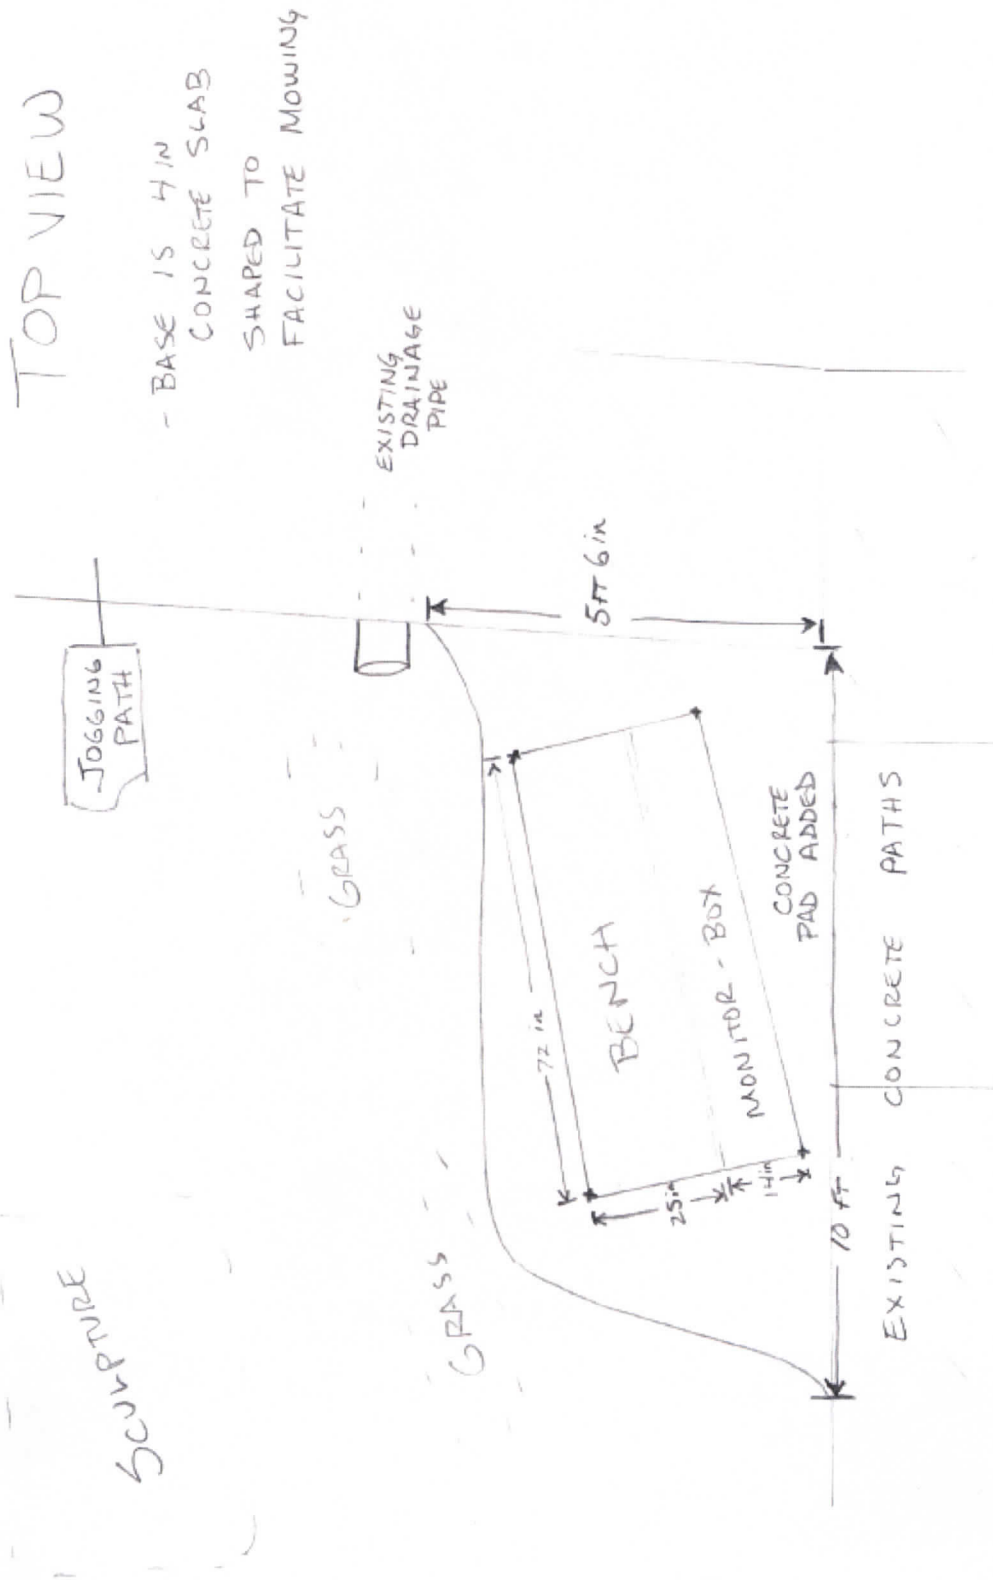 TOP VIEW
- BASE IS 4 IN
CONCRETE SLAB
SHAPED TO
FACILITATE MOWING
JOGGING
PATH
EXISTING
DRAINAGE
PIPE
SCULPTURE
GRASS
GRASS
5 FT 6 in
72 in
BENCH
MONITOR - BOX
25 in
14 in
CONCRETE
PAD ADDED
10 FT
EXISTING CONCRETE PATHS